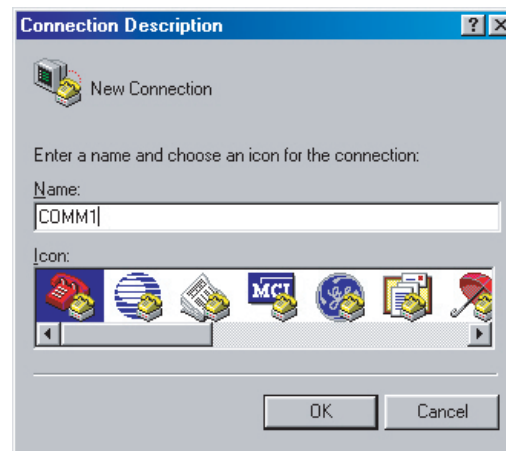 Connection Description
New Connection
Enter a name and choose an icon for the connection:
Name:
COMM1
Icon:
MCI
OK Cancel